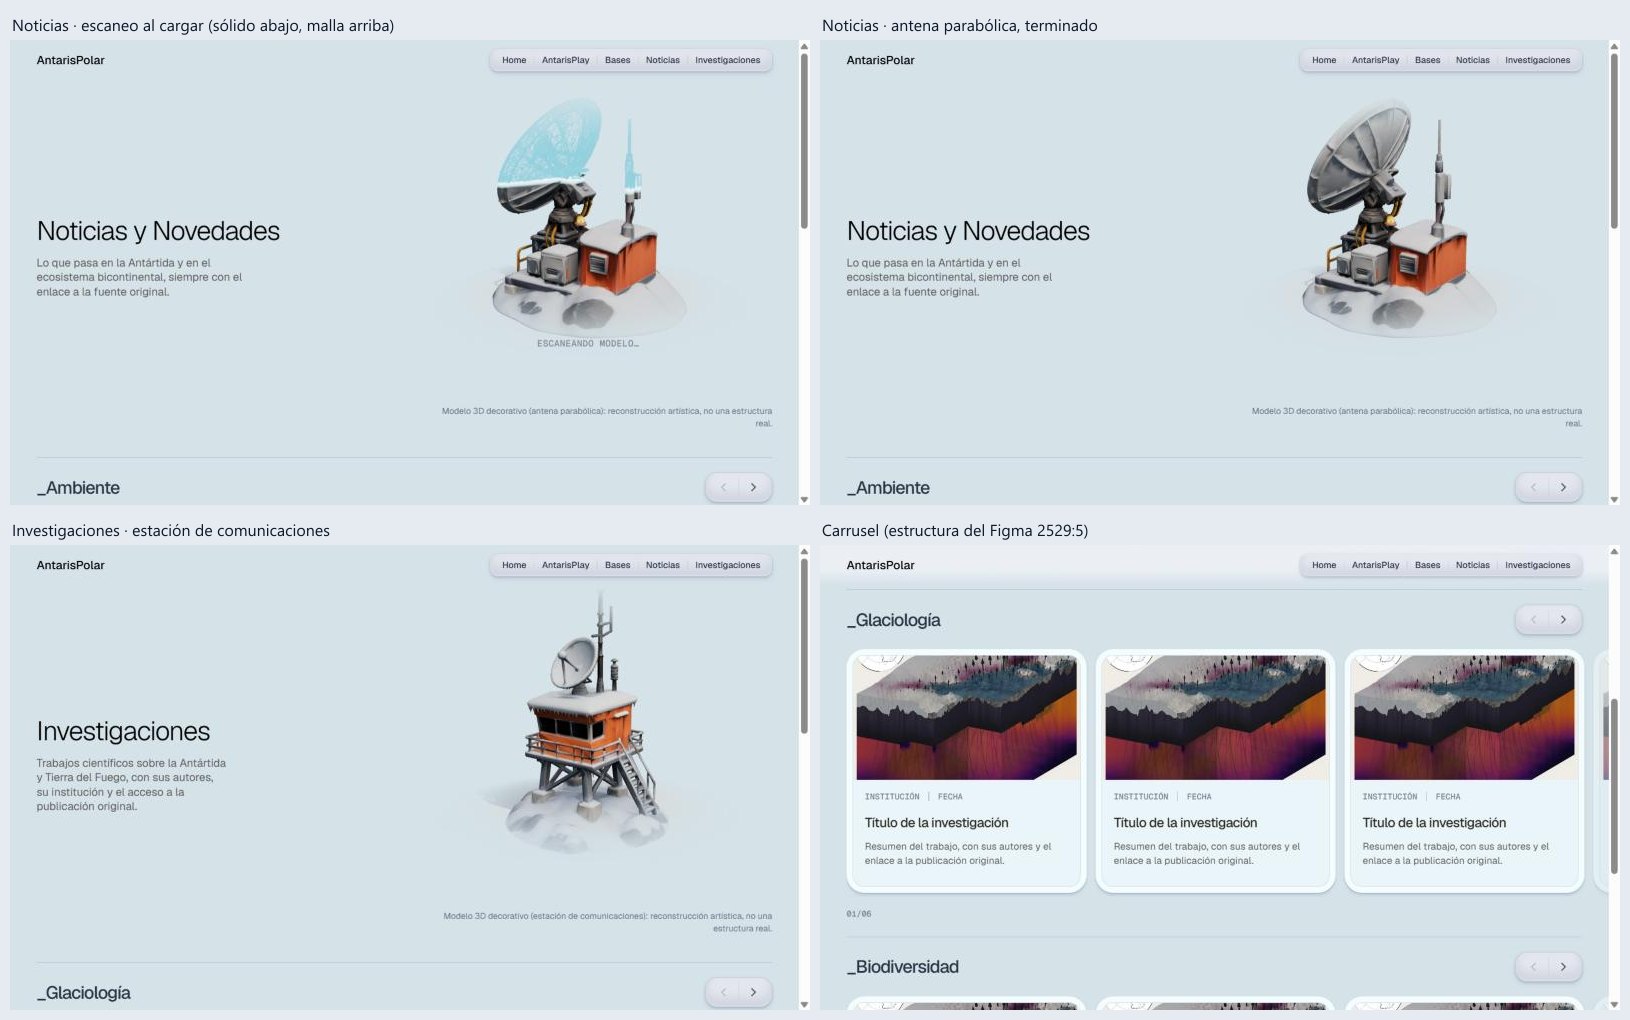 Noticias · escaneo al cargar (sólido abajo, malla arriba)
AntarisPolar
Home AntarisPlay Bases Noticias Investigaciones
Noticias y Novedades
Lo que pasa en la Antártida y en el
ecosistema bicontinental, siempre con el
enlace a la fuente original.
ESCANEANDO MODELO…
Modelo 3D decorativo (antena parabólica): reconstrucción artística, no una estructura
real.
_Ambiente
Noticias · antena parabólica, terminado
AntarisPolar
Home AntarisPlay Bases Noticias Investigaciones
Noticias y Novedades
Lo que pasa en la Antártida y en el
ecosistema bicontinental, siempre con el
enlace a la fuente original.
Modelo 3D decorativo (antena parabólica): reconstrucción artística, no una estructura
real.
_Ambiente
Investigaciones · estación de comunicaciones
AntarisPolar
Home AntarisPlay Bases Noticias Investigaciones
Investigaciones
Trabajos científicos sobre la Antártida
y Tierra del Fuego, con sus autores,
su institución y el acceso a la
publicación original.
Modelo 3D decorativo (estación de comunicaciones): reconstrucción artística, no una
estructura real.
_Glaciología
Carrusel (estructura del Figma 2529:5)
AntarisPolar
Home AntarisPlay Bases Noticias Investigaciones
_Glaciología
INSTITUCIÓN | FECHA
Título de la investigación
Resumen del trabajo, con sus autores y el
enlace a la publicación original.
INSTITUCIÓN | FECHA
Título de la investigación
Resumen del trabajo, con sus autores y el
enlace a la publicación original.
INSTITUCIÓN | FECHA
Título de la investigación
Resumen del trabajo, con sus autores y el
enlace a la publicación original.
01/06
_Biodiversidad